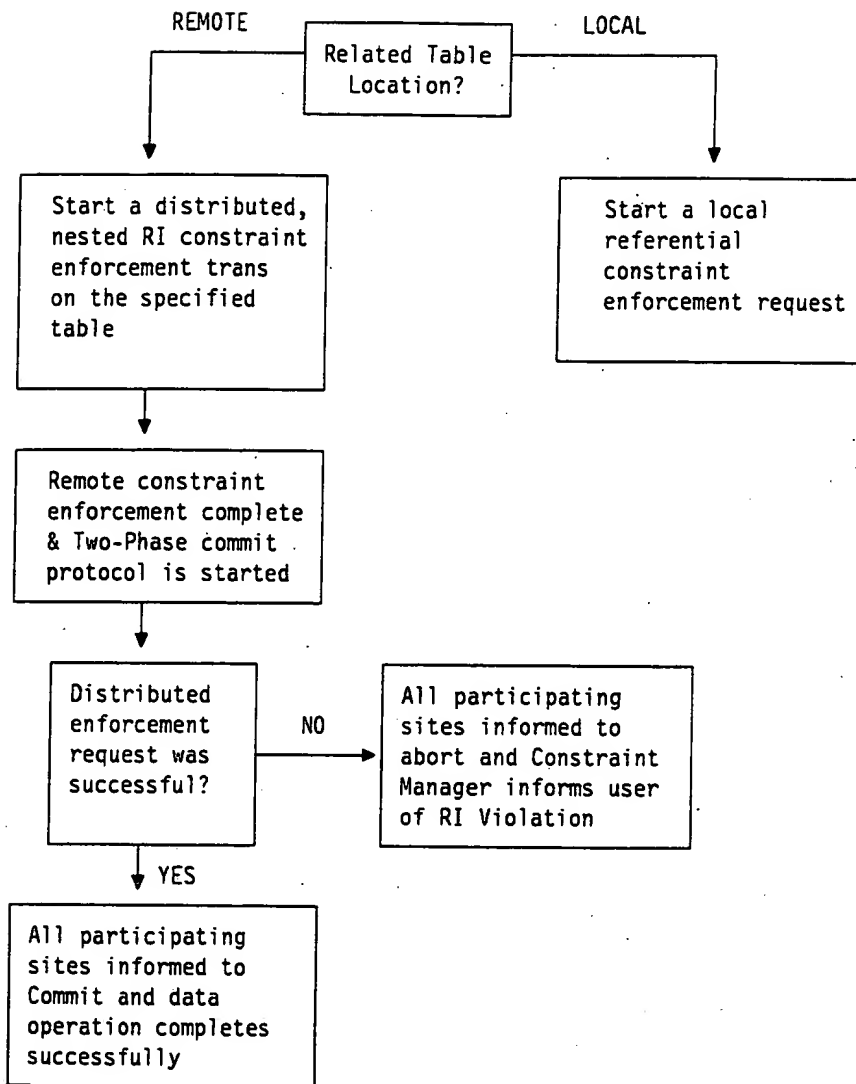 REMOTE
LOCAL
Related Table
Location?
Start a distributed,
nested RI constraint
enforcement trans
on the specified
table
Start a local
referential
constraint
enforcement request
Remote constraint
enforcement complete
& Two-Phase commit
protocol is started
Distributed
enforcement
request was
successful?
NO
All participating
sites informed to
abort and Constraint
Manager informs user
of RI Violation
YES
All participating
sites informed to
Commit and data
operation completes
successfully